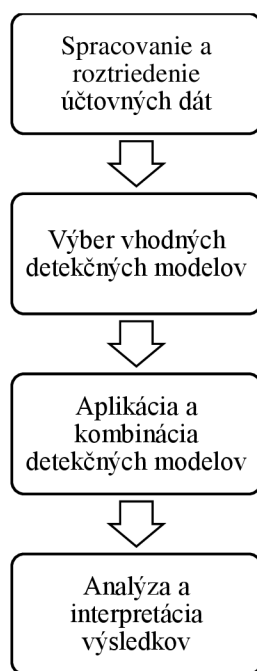 Spracovanie a
roztriedenie
účtovných dát
Výber vhodných
detekčných modelov
Aplikácia a
kombinácia
detekčných modelov
Analýza a
interpretácia
výsledkov